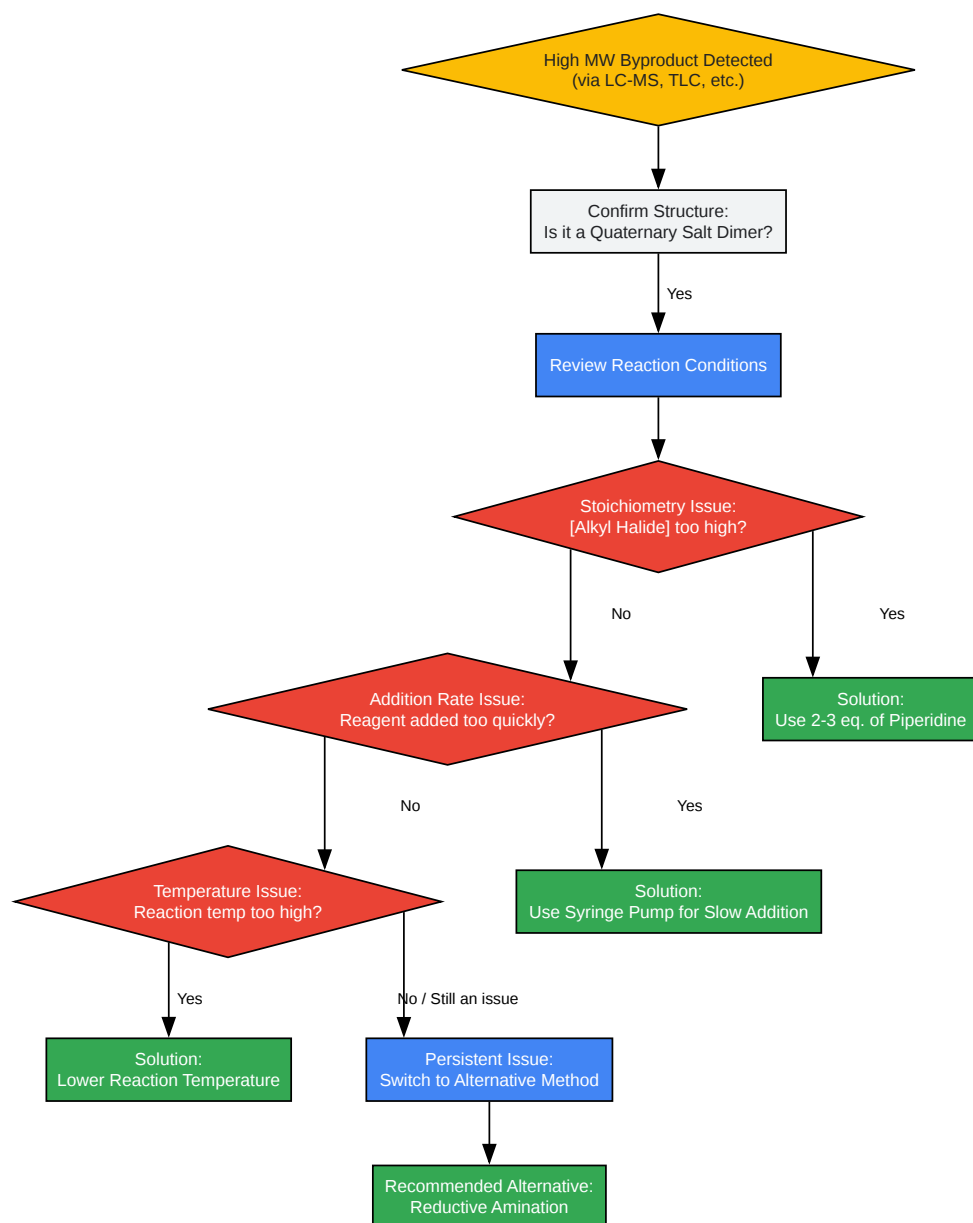 High MW Byproduct Detected
(via LC-MS, TLC, etc.)
Confirm Structure:
Is it a Quaternary Salt Dimer?
Yes
Review Reaction Conditions
Stoichiometry Issue:
[Alkyl Halide] too high?
No
Yes
Addition Rate Issue:
Reagent added too quickly?
Solution:
Use 2-3 eq. of Piperidine
No
Yes
Temperature Issue:
Reaction temp too high?
Solution:
Use Syringe Pump for Slow Addition
Yes
No / Still an issue
Solution:
Lower Reaction Temperature
Persistent Issue:
Switch to Alternative Method
Recommended Alternative:
Reductive Amination